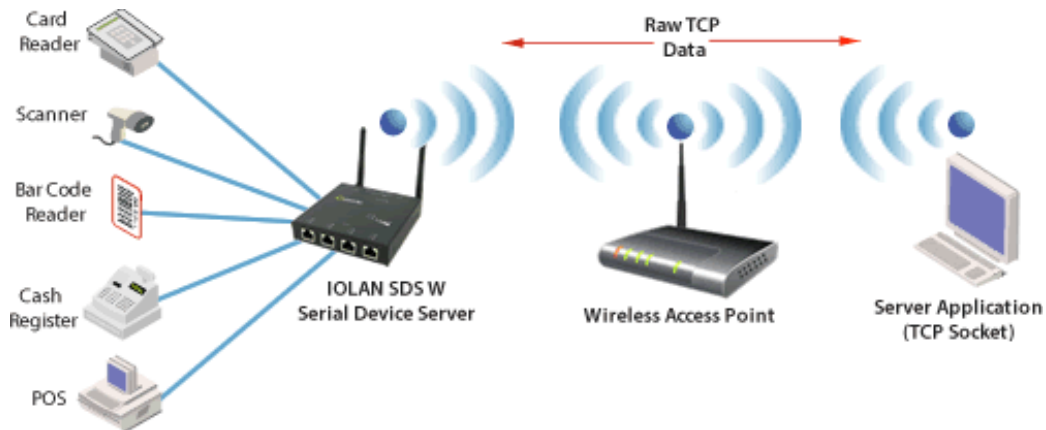 Card
Reader
Scanner
Bar Code
Reader
Cash
Register
POS
IOLAN SDS W
Serial Device Server
Raw TCP
Data
Wireless Access Point
Server Application
(TCP Socket)